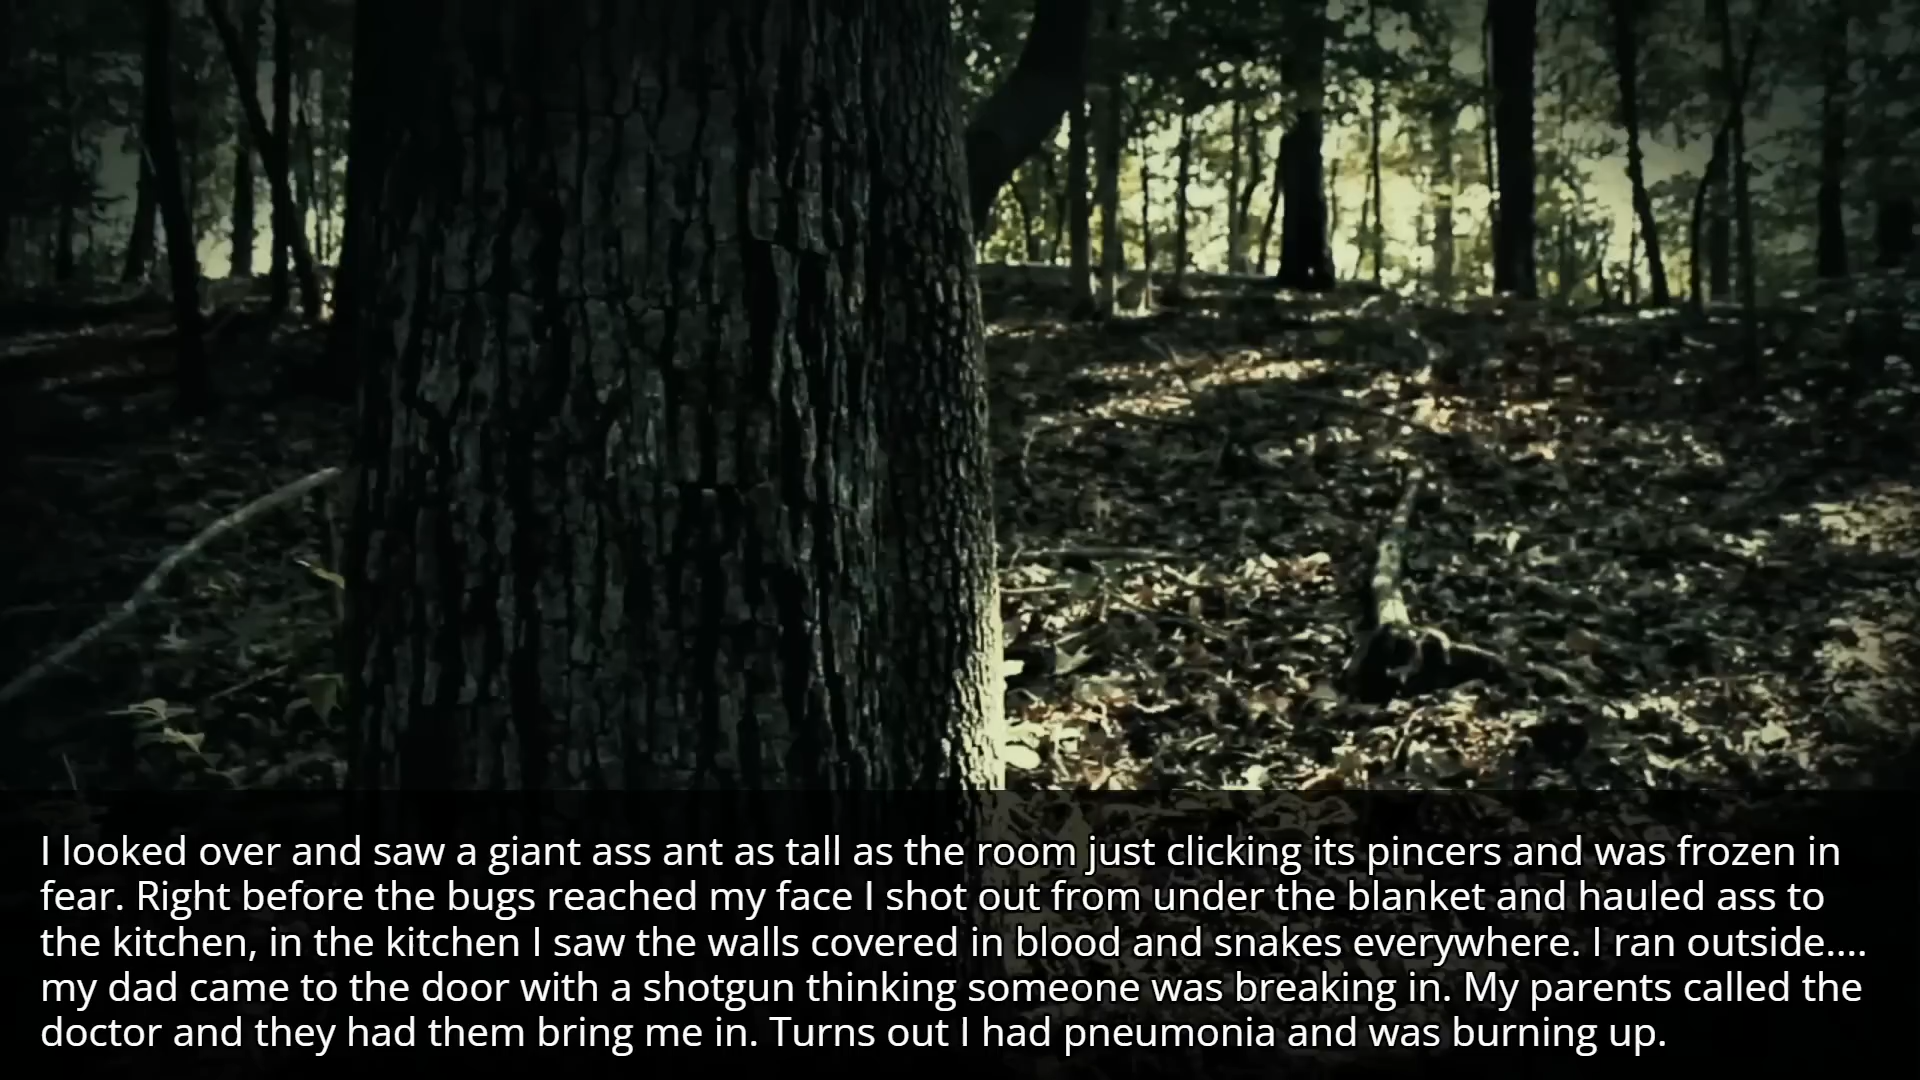 I looked over and saw a giant ass ant as tall as the room just clicking its pincers and was frozen in
fear. Right before the bugs reached my face I shot out from under the blanket and hauled ass to
the kitchen, in the kitchen I saw the walls covered in blood and snakes everywhere. I ran outside....
my dad came to the door with a shotgun thinking someone was breaking in. My parents called the
doctor and they had them bring me in. Turns out I had pneumonia and was burning up.